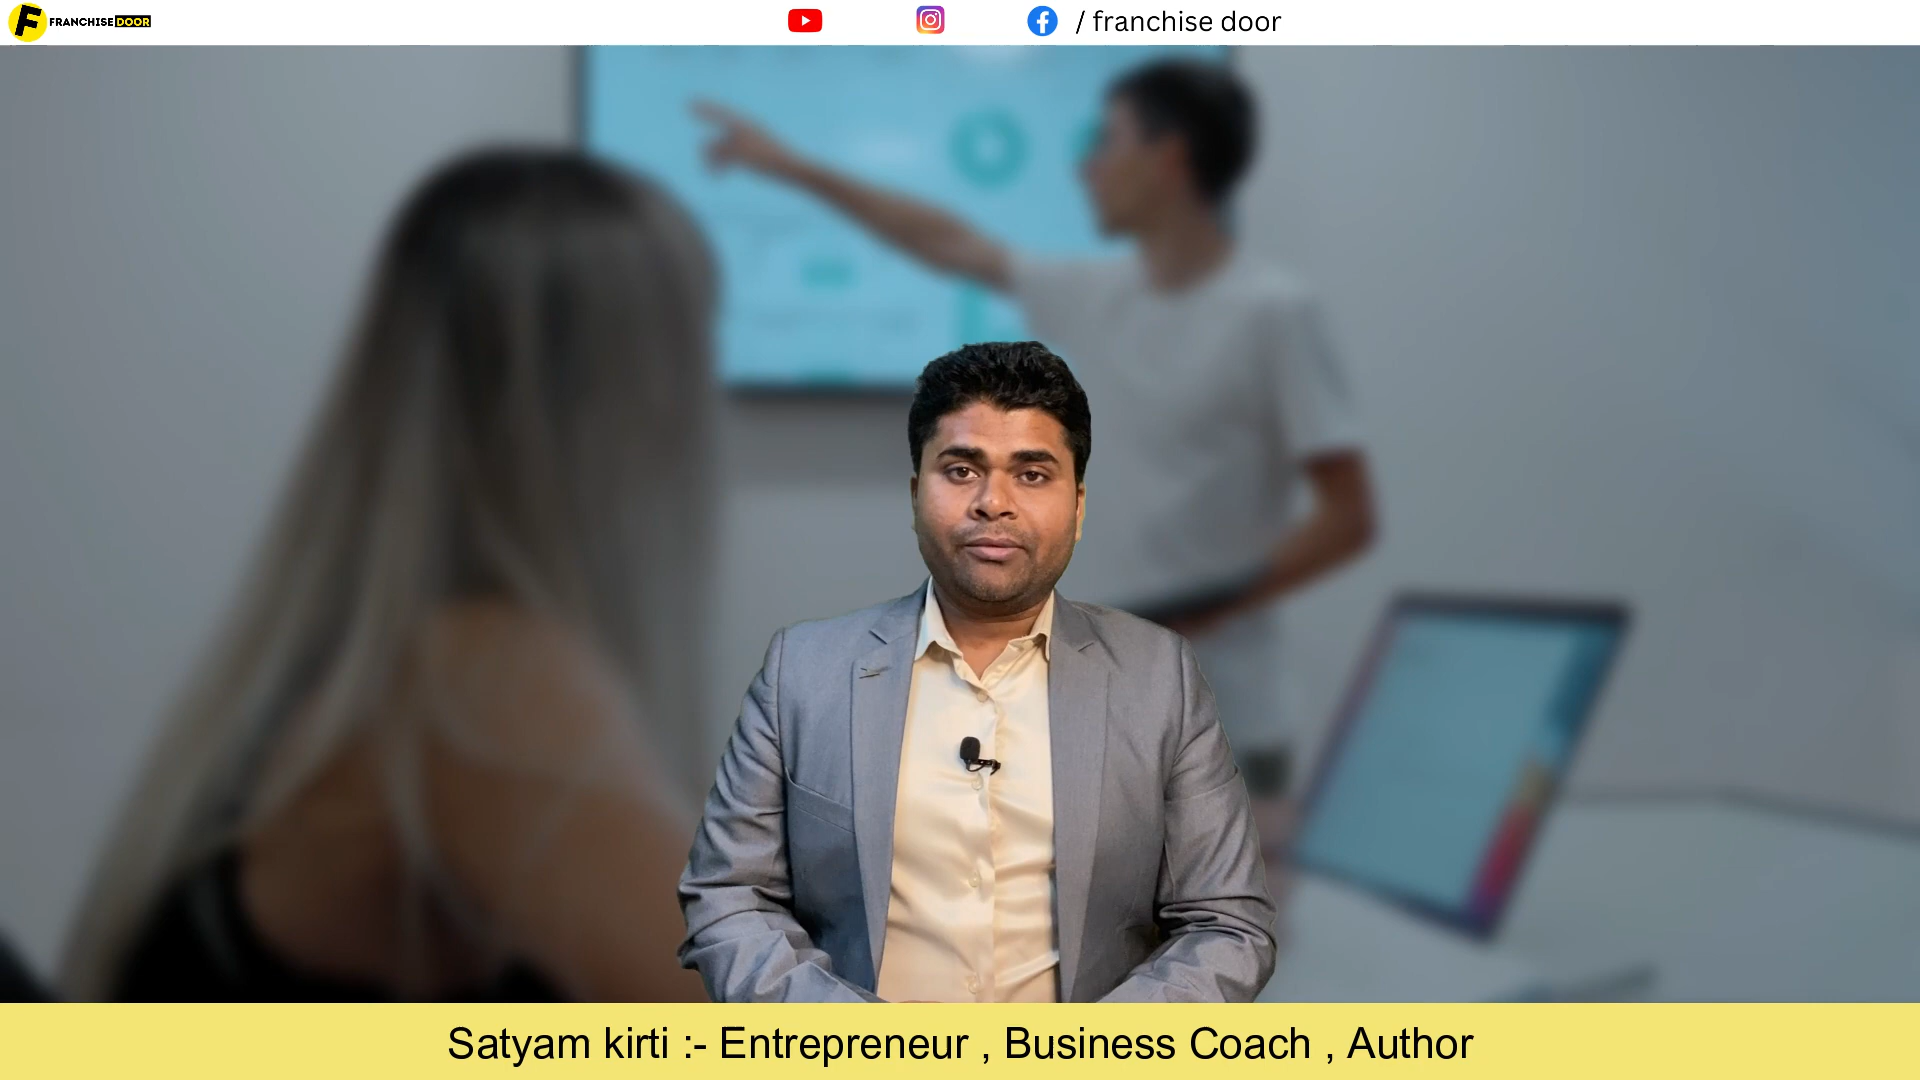 F FRANCHISE DOOR
/ franchise door
Satyam kirti :- Entrepreneur , Business Coach , Author